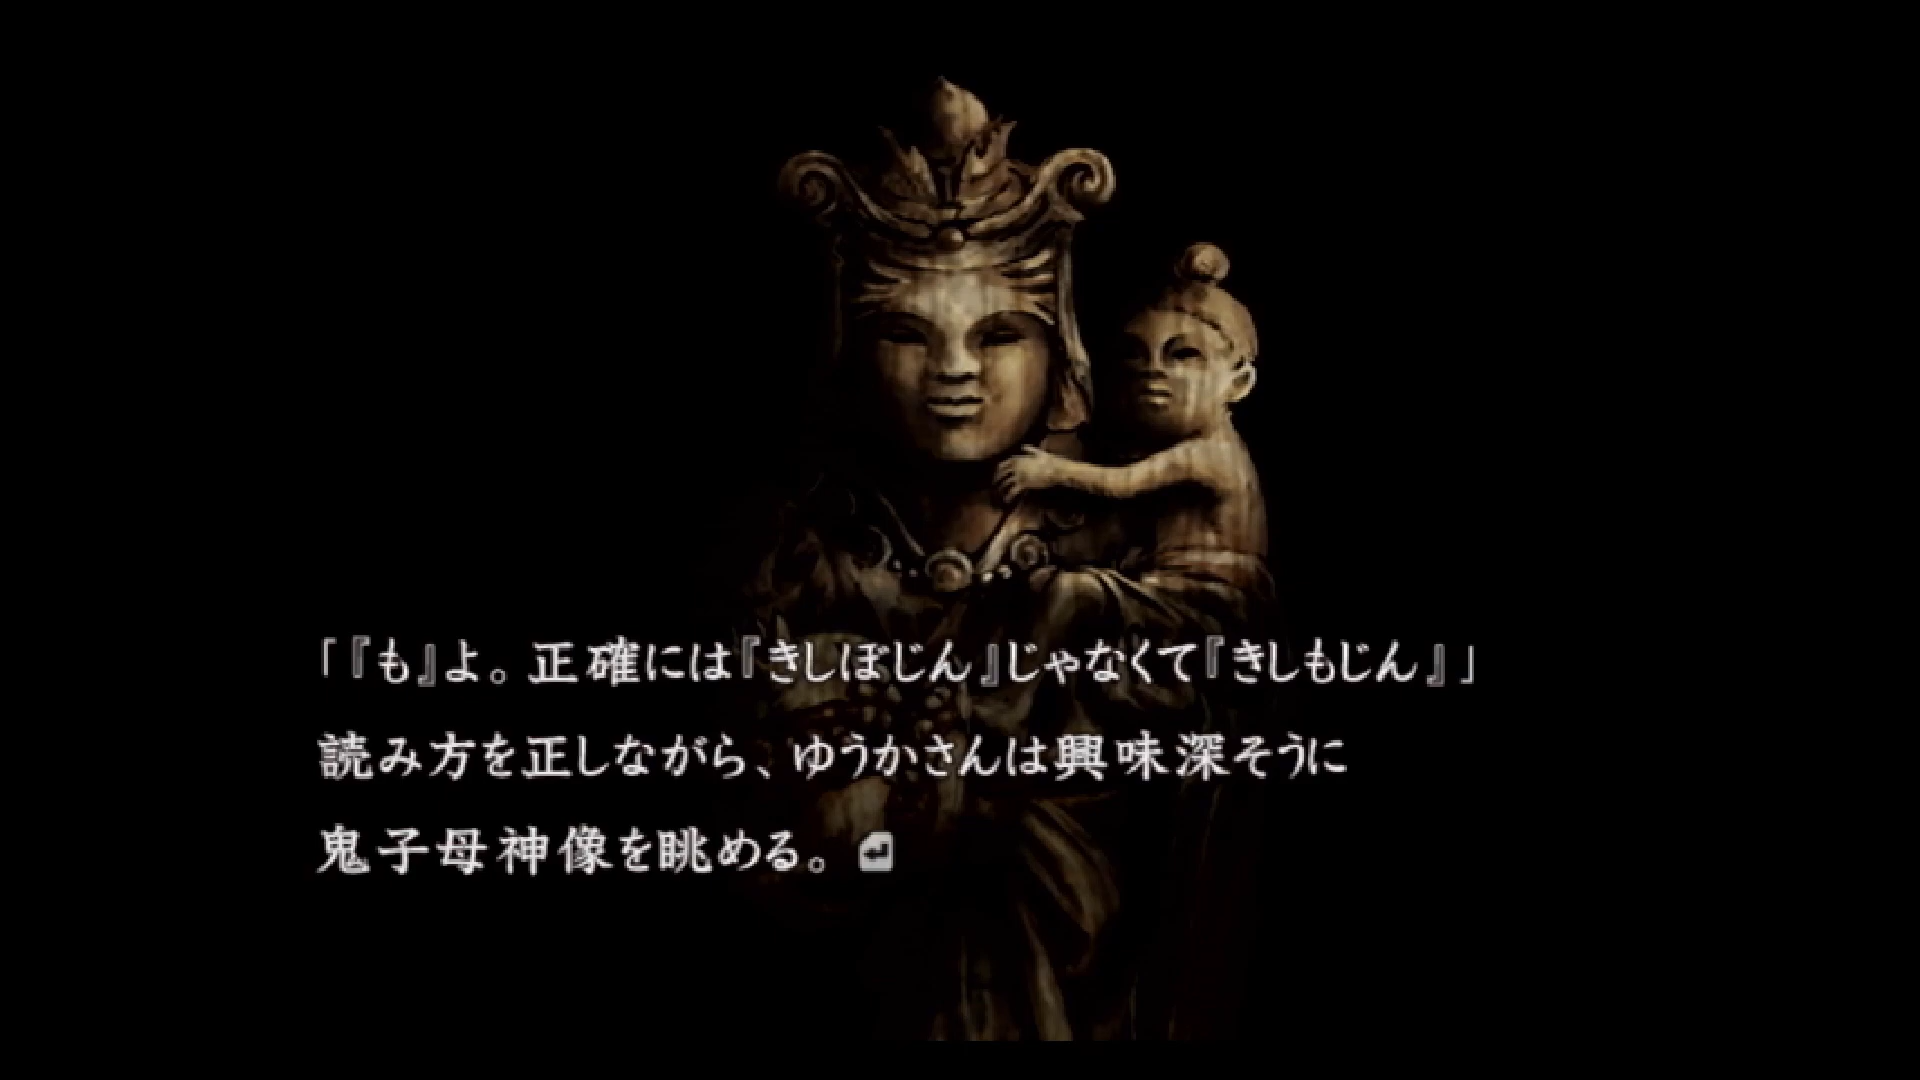 「『も』よ。正確には『きしぼじん』じゃなくて『きしもじん』」
読み方を正しながら、ゆうかさんは興味深そうに
鬼子母神像を眺める。